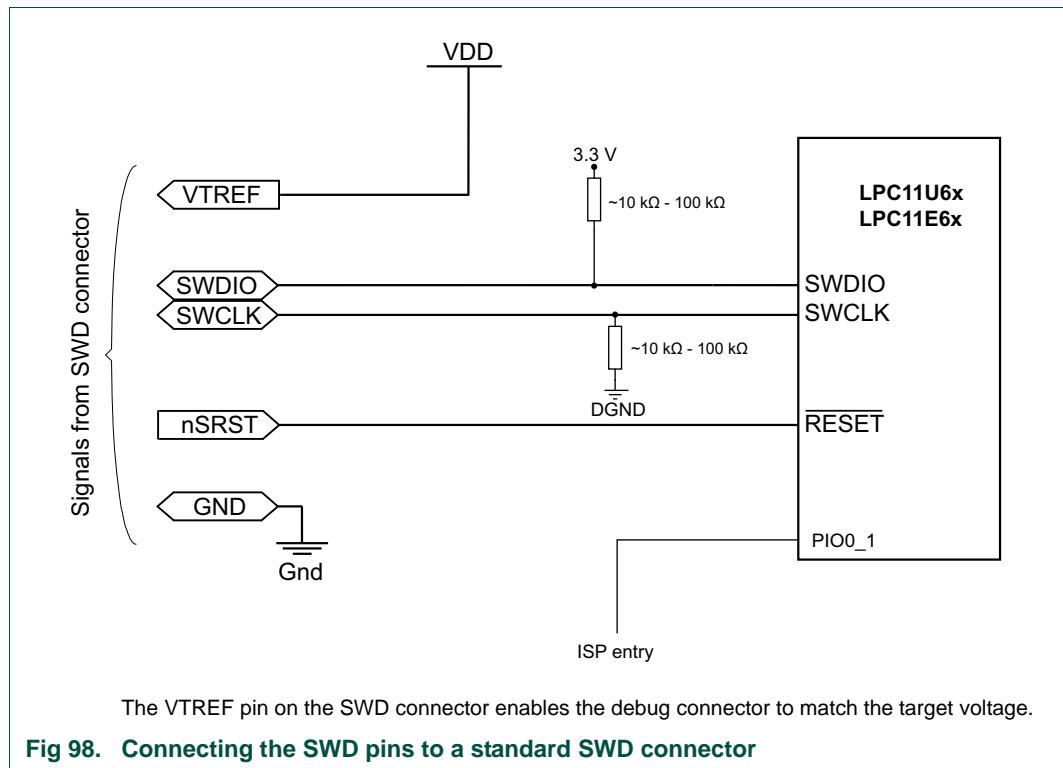 VDD
3.3 V
VTREF
~10 kΩ - 100 kΩ
LPC11U6x
LPC11E6x
Signals from SWD connector
SWDIO
SWDIO
SWCLK
SWCLK
~10 kΩ - 100 kΩ
DGND
nSRST
RESET
GND
Gnd
PIO0_1
ISP entry
The VTREF pin on the SWD connector enables the debug connector to match the target voltage.
Fig 98. Connecting the SWD pins to a standard SWD connector